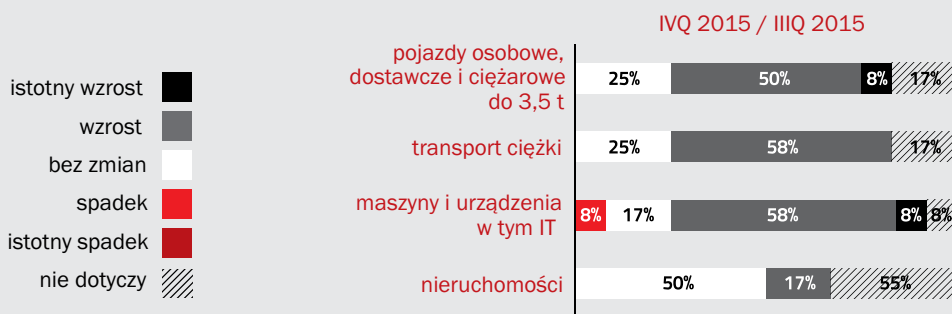 IVQ 2015 / IIIQ 2015
istotny wzrost
wzrost
bez zmian
spadek
istotny spadek
nie dotyczy
pojazdy osobowe,
dostawcze i ciężarowe
do 3,5 t
25% 50% 8% 17%
transport ciężki
25% 58% 17%
maszyny i urządzenia
w tym IT
8% 17% 58% 8% 8%
nieruchomości
50% 17% 55%